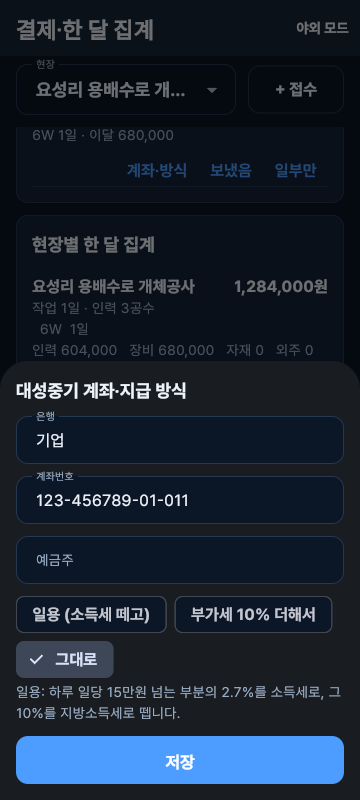 결제·한 달 집계
야외 모드
현장
요성리 용배수로 개...
+ 접수
6W 1일 · 이달 680,000
계좌·방식 보냈음 일부만
현장별 한 달 집계
요성리 용배수로 개체공사 1,284,000원
작업 1일 · 인력 3공수
6W 1일
인력 604,000 장비 680,000 자재 0 외주 0
대성중기 계좌·지급 방식
은행
기업
계좌번호
123-456789-01-011
예금주
일용 (소득세 떼고) 부가세 10% 더해서
그대로
일용: 하루 일당 15만원 넘는 부분의 2.7%를 소득세로, 그
10%를 지방소득세로 뗍니다.
저장